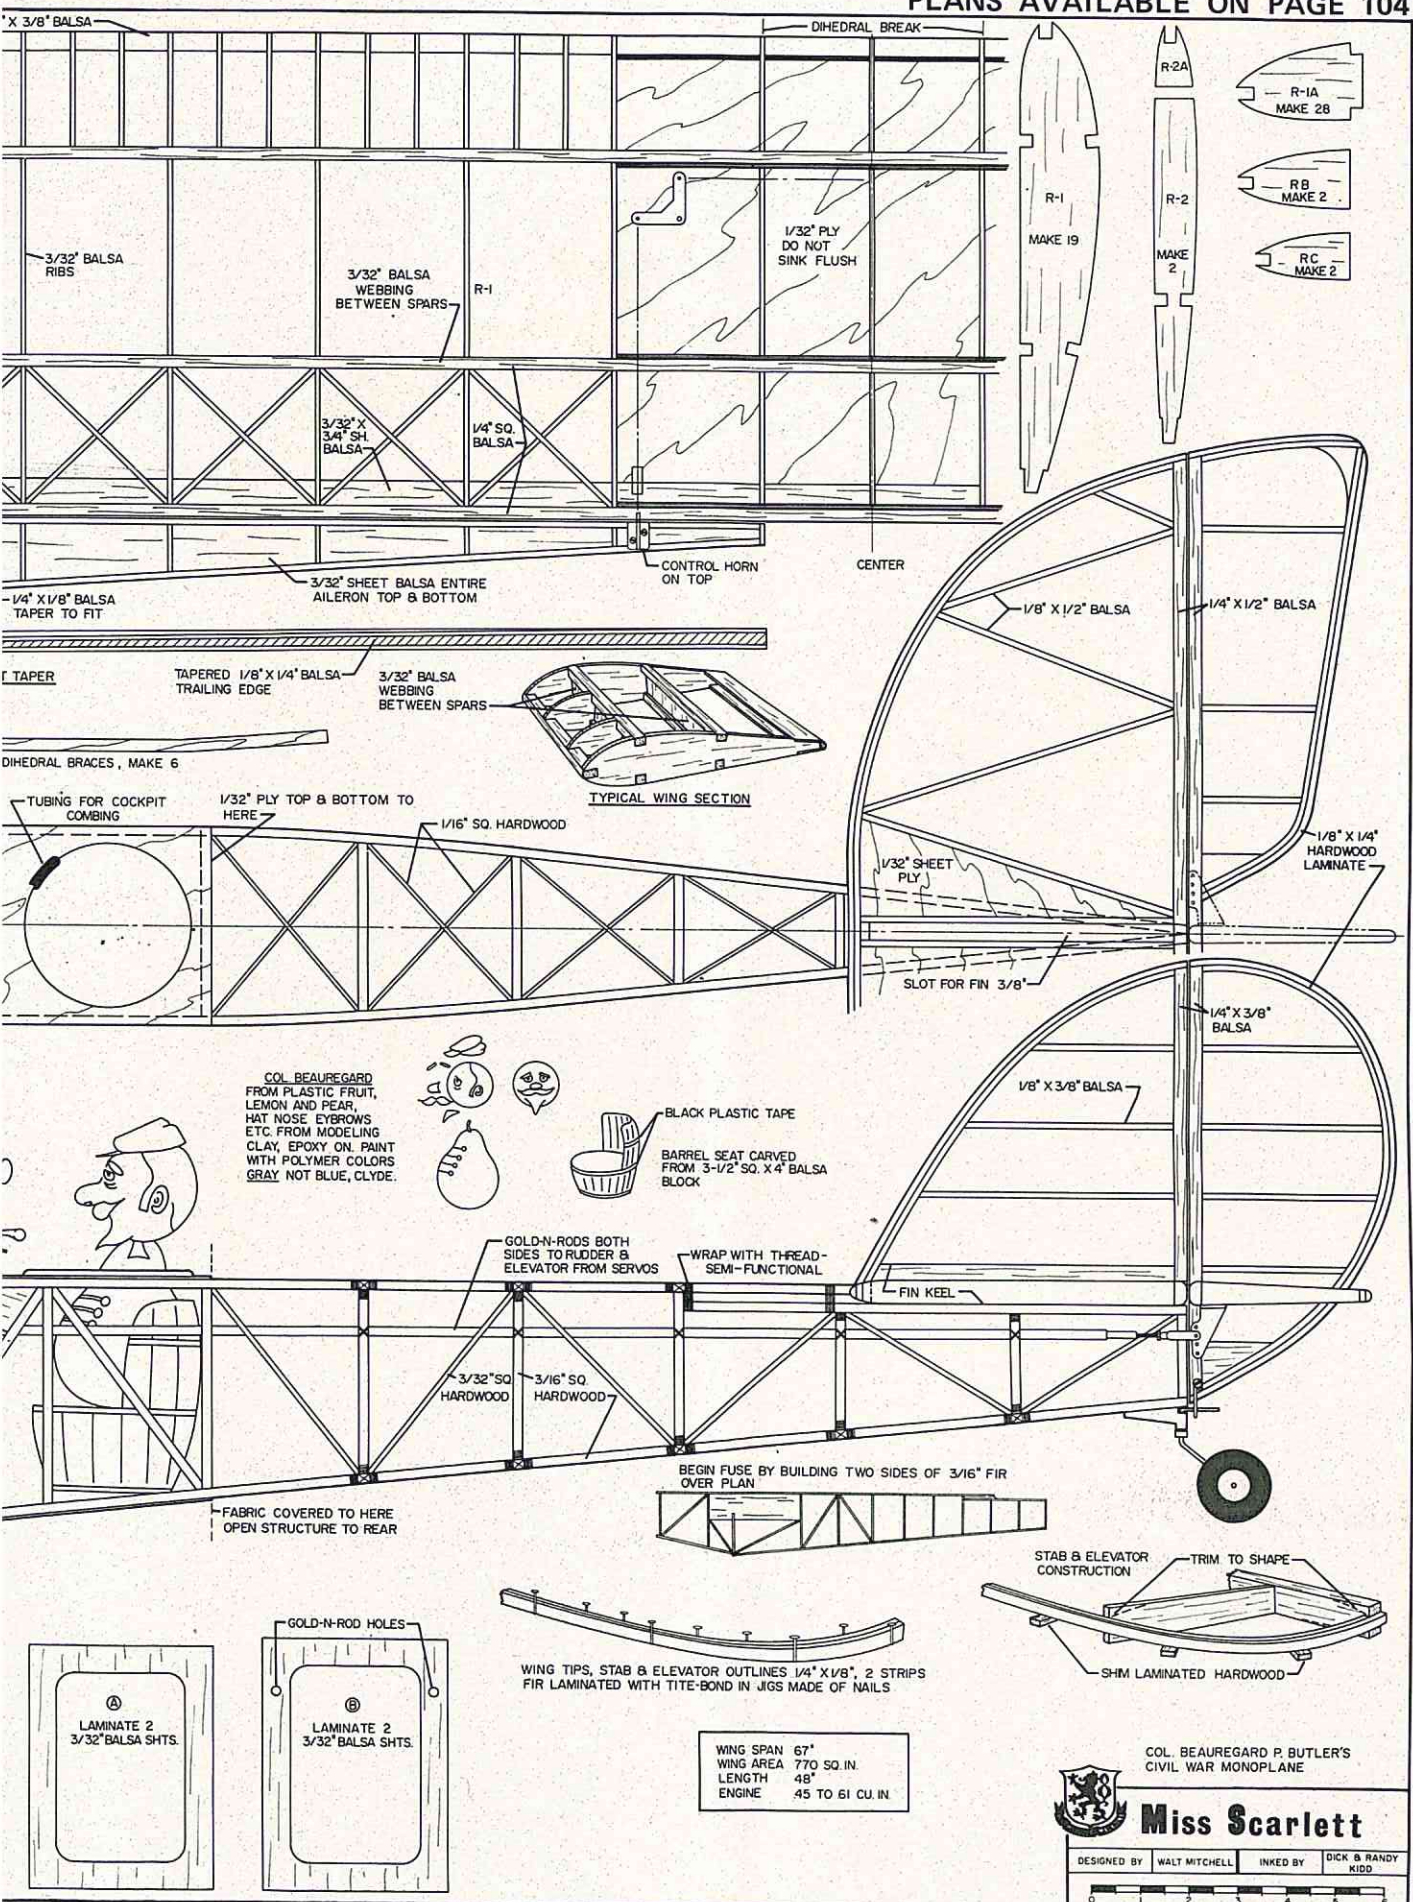 PLANS AVAILABLE ON PAGE 104
" X 3/8" BALSA
DIHEDRAL BREAK
R-2A
R-1A
MAKE 28
RB
MAKE 2
RC
MAKE 2
R-1
MAKE 19
R-2
MAKE
2
3/32" BALSA
RIBS
3/32" BALSA
WEBBING
BETWEEN SPARS
R-1
1/32" PLY
DO NOT
SINK FLUSH
3/32" X
3/4" SH.
BALSA
1/4" SQ.
BALSA
CONTROL HORN
ON TOP
CENTER
3/32" SHEET BALSA ENTIRE
AILERON TOP & BOTTOM
1/4" X 1/8" BALSA
TAPER TO FIT
1/8" X 1/2" BALSA
1/4" X 1/2" BALSA
T TAPER
TAPERED 1/8" X 1/4" BALSA
TRAILING EDGE
3/32" BALSA
WEBBING
BETWEEN SPARS
DIHEDRAL BRACES, MAKE 6
TYPICAL WING SECTION
TUBING FOR COCKPIT
COMBING
1/32" PLY TOP & BOTTOM TO
HERE
1/16" SQ. HARDWOOD
1/32" SHEET
PLY
1/8" X 1/4"
HARDWOOD
LAMINATE
SLOT FOR FIN 3/8"
1/4" X 3/8"
BALSA
1/8" X 3/8" BALSA
COL. BEAUREGARD
FROM PLASTIC FRUIT,
LEMON AND PEAR,
HAT NOSE EYBROWS
ETC. FROM MODELING
CLAY, EPOXY ON. PAINT
WITH POLYMER COLORS
GRAY NOT BLUE, CLYDE.
BLACK PLASTIC TAPE
BARREL SEAT CARVED
FROM 3-1/2" SQ. X 4" BALSA
BLOCK
GOLD-N-RODS BOTH
SIDES TO RUDDER &
ELEVATOR FROM SERVOS
WRAP WITH THREAD-
SEMI-FUNCTIONAL
FIN KEEL
3/32" SQ.
HARDWOOD
3/16" SQ.
HARDWOOD
BEGIN FUSE BY BUILDING TWO SIDES OF 3/16" FIR
OVER PLAN
FABRIC COVERED TO HERE
OPEN STRUCTURE TO REAR
STAB & ELEVATOR
CONSTRUCTION
TRIM TO SHAPE
SHIM LAMINATED HARDWOOD
GOLD-N-ROD HOLES
WING TIPS, STAB & ELEVATOR OUTLINES 1/4" X 1/8", 2 STRIPS
FIR LAMINATED WITH TITE-BOND IN JIGS MADE OF NAILS
A
LAMINATE 2
3/32" BALSA SHTS.
B
LAMINATE 2
3/32" BALSA SHTS.
WING SPAN 67"
WING AREA 770 SQ. IN.
LENGTH 48"
ENGINE .45 TO 61 CU. IN.
COL. BEAUREGARD P. BUTLER'S
CIVIL WAR MONOPLANE
Miss Scarlett
DESIGNED BY WALT MITCHELL INKED BY DICK & RANDY
KIDD